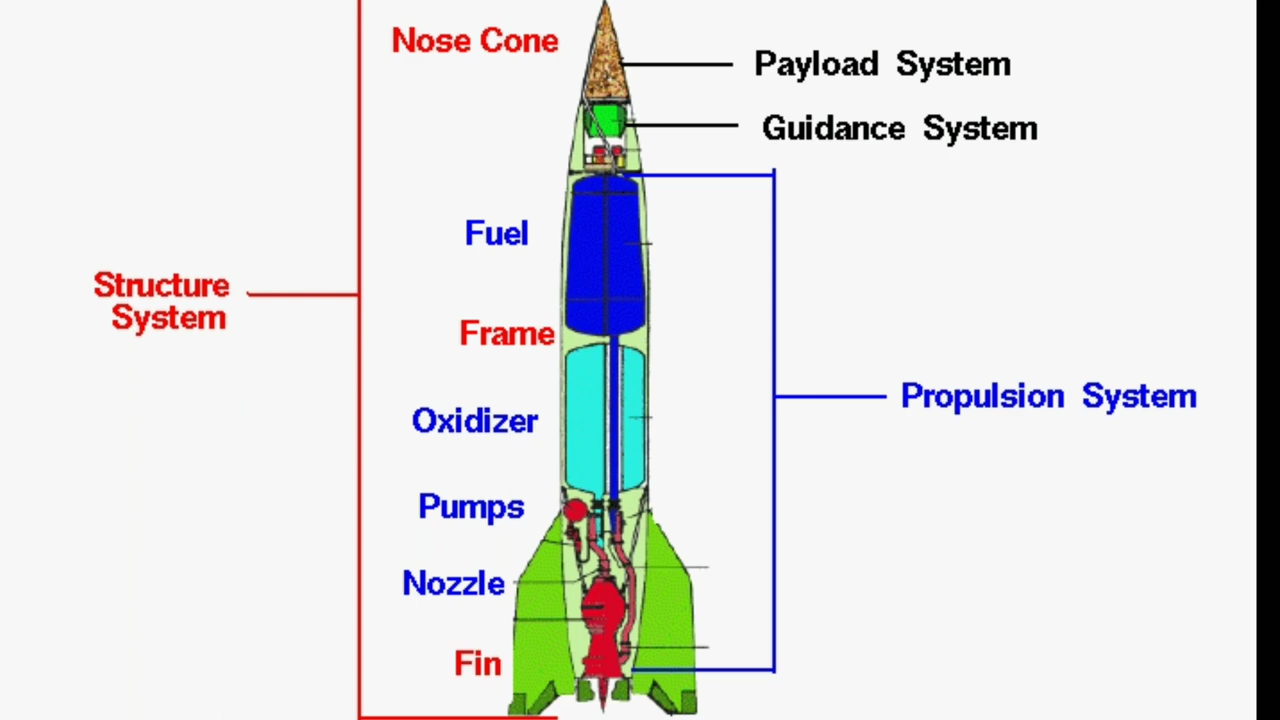 Nose Cone
Payload System
Guidance System
Fuel
Structure
System
Frame
Propulsion System
Oxidizer
Pumps
Nozzle
Fin